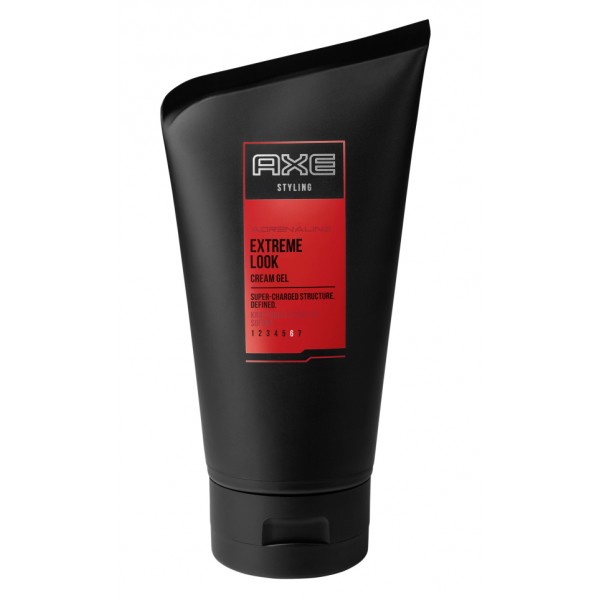 AXE
STYLING
ADRENALINE
EXTREME
LOOK
CREAM GEL
SUPER-CHARGED STRUCTURE.
DEFINED.
1 2 3 4 5 6 7